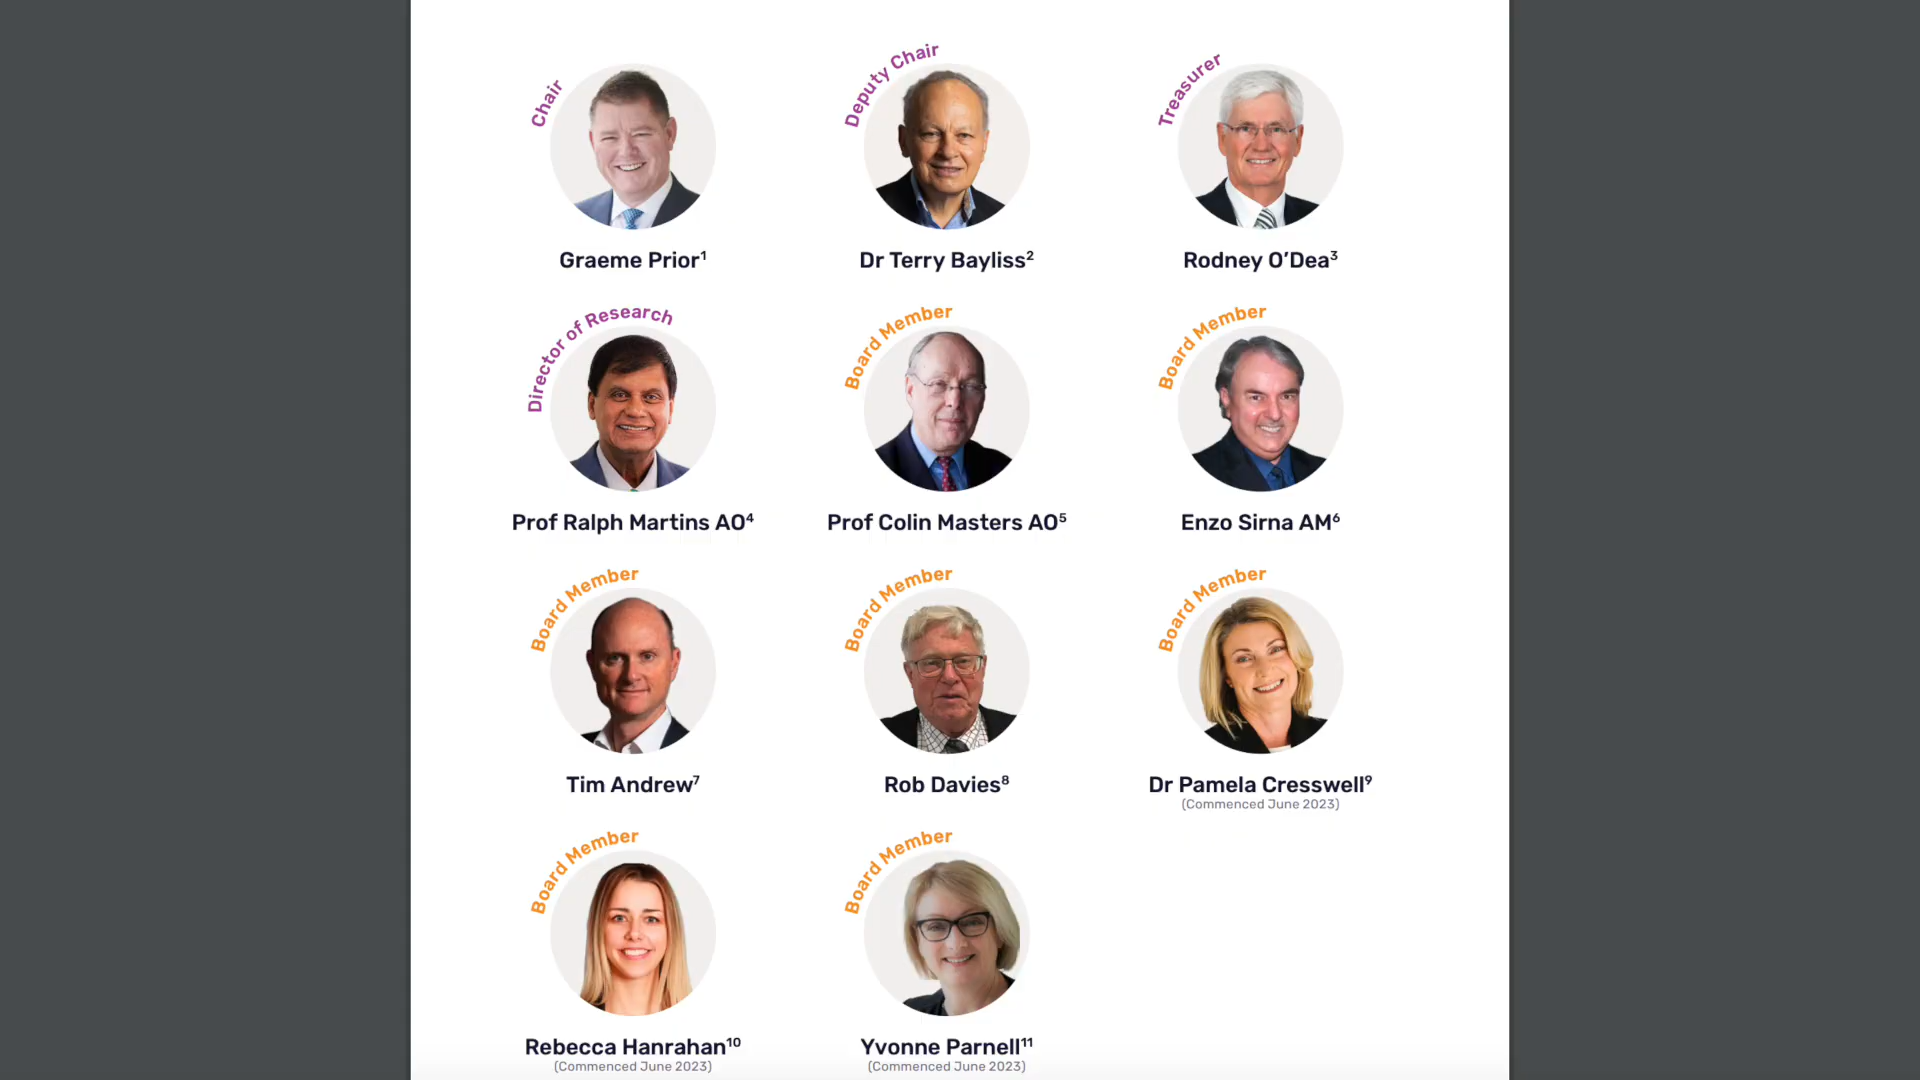 Chair
Deputy Chair
Treasurer
Graeme Prior¹
Dr Terry Bayliss²
Rodney O’Dea³
Director of Research
Board Member
Board Member
Prof Ralph Martins AO⁴
Prof Colin Masters AO⁵
Enzo Sirna AM⁶
Board Member
Board Member
Board Member
Tim Andrew⁷
Rob Davies⁸
Dr Pamela Cresswell⁹
(Commenced June 2023)
Board Member
Board Member
Rebecca Hanrahan¹⁰
(Commenced June 2023)
Yvonne Parnell¹¹
(Commenced June 2023)